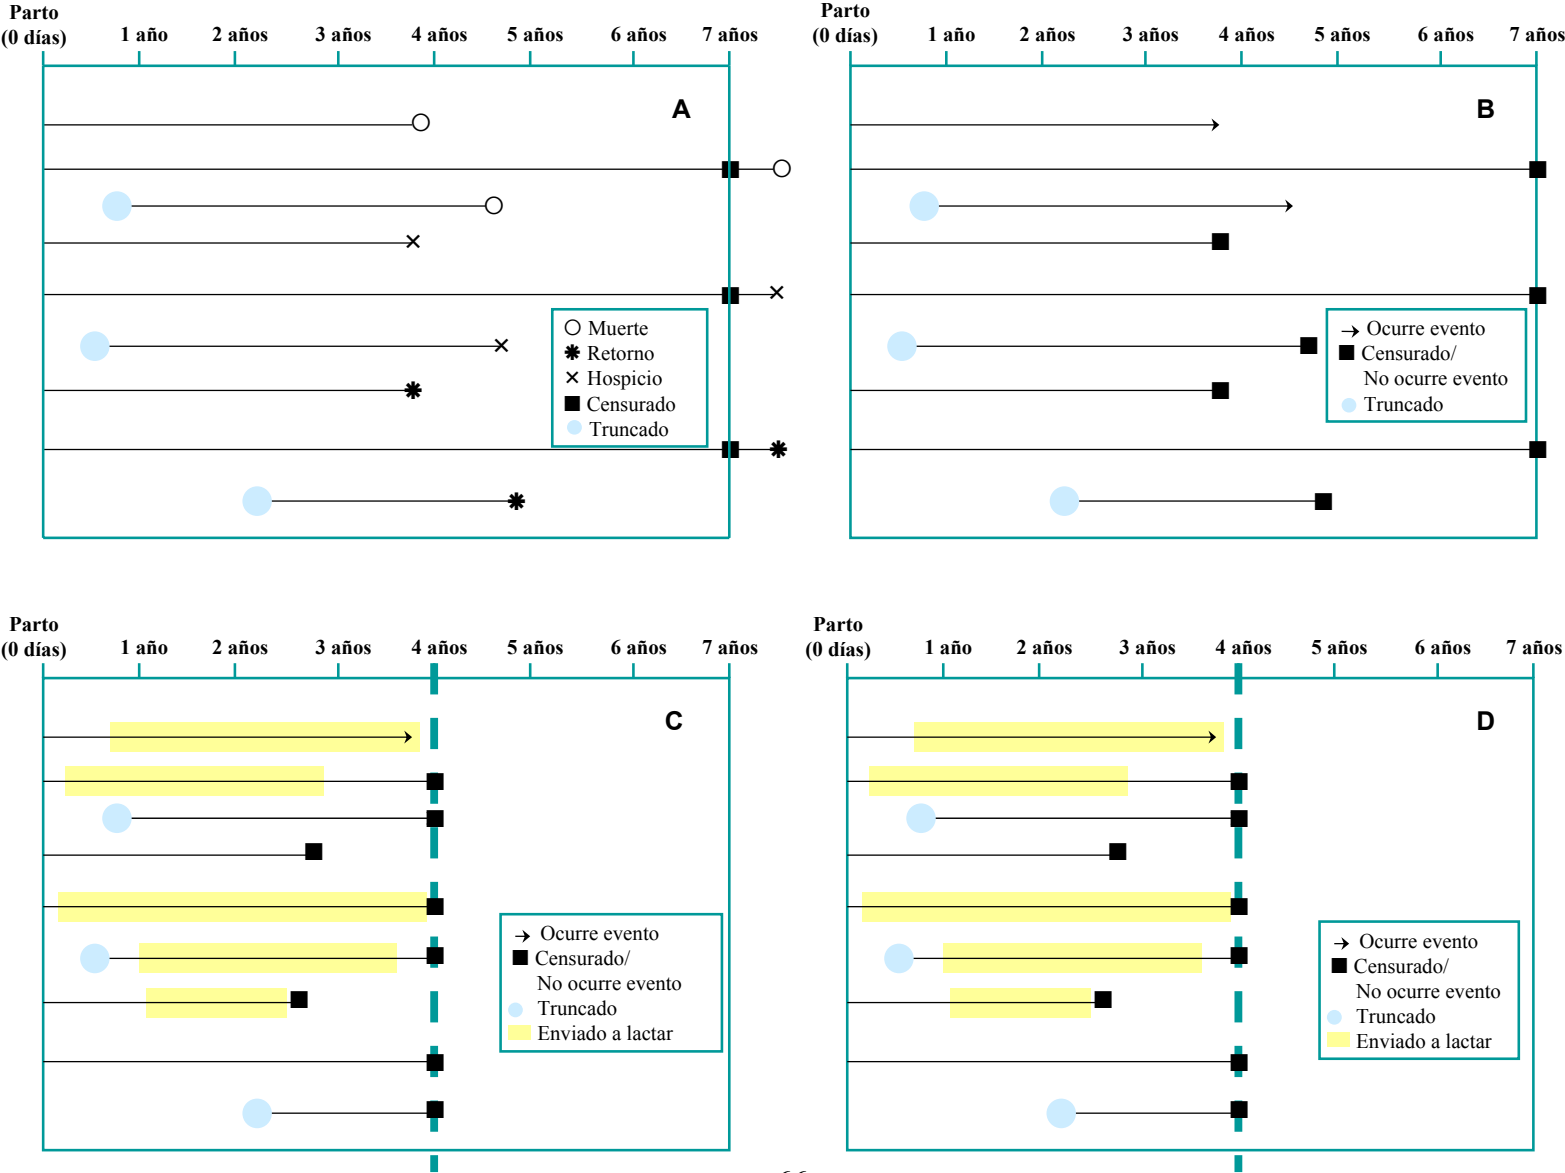 Parto
(0 días) 1 año 2 años 3 años 4 años 5 años 6 años 7 años
A
Muerte
Retorno
Hospicio
Censurado
Truncado
Parto
(0 días) 1 año 2 años 3 años 4 años 5 años 6 años 7 años
B
Ocurre evento
Censurado/
No ocurre evento
Truncado
Parto
(0 días) 1 año 2 años 3 años 4 años 5 años 6 años 7 años
C
Ocurre evento
Censurado/
No ocurre evento
Truncado
Enviado a lactar
Parto
(0 días) 1 año 2 años 3 años 4 años 5 años 6 años 7 años
D
Ocurre evento
Censurado/
No ocurre evento
Truncado
Enviado a lactar